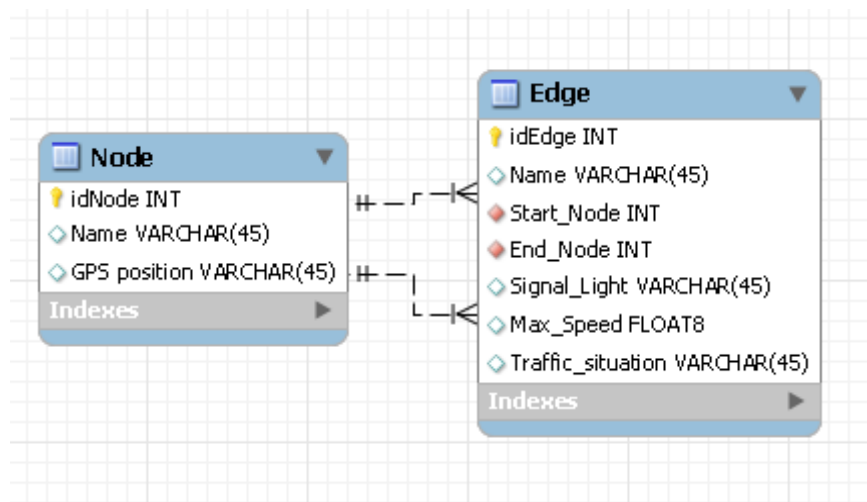 Node
idNode INT
Name VARCHAR(45)
GPS position VARCHAR(45)
Indexes
Edge
idEdge INT
Name VARCHAR(45)
Start_Node INT
End_Node INT
Signal_Light VARCHAR(45)
Max_Speed FLOAT8
Traffic_situation VARCHAR(45)
Indexes